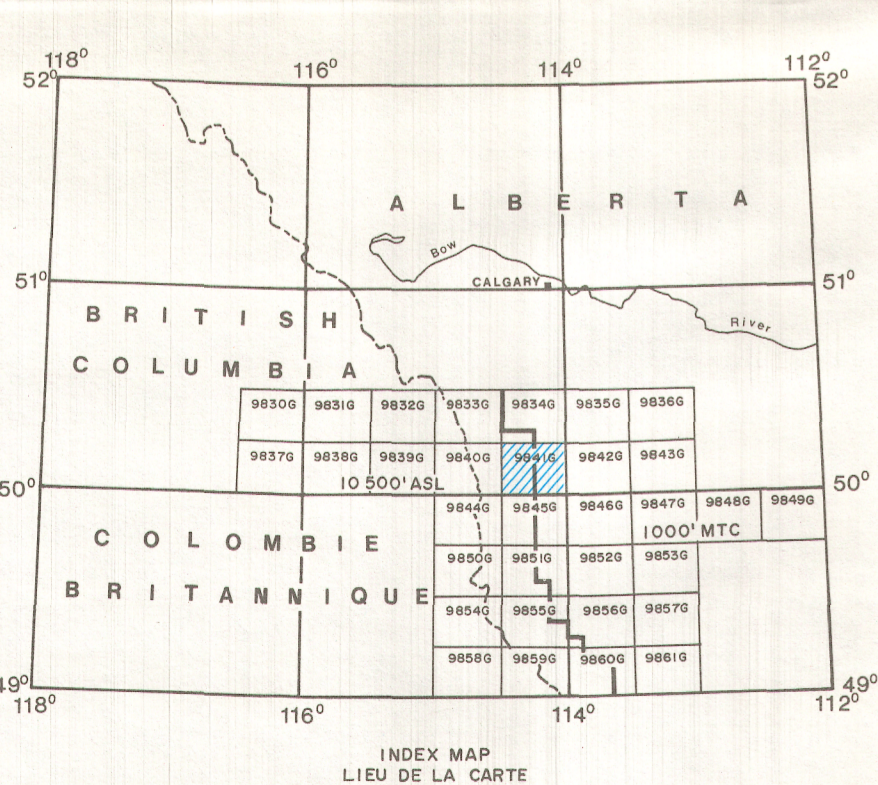 118° 116° 114° 112°
52° 52°
A L B E R T A
Bow
51° CALGARY 51°
B R I T I S H River
C O L U M B I A
9830G 9831G 9832G 9833G 9834G 9835G 9836G
9837G 9838G 9839G 9840G 9841G 9842G 9843G
50° 10 500' ASL 50°
9844G 9845G 9846G 9847G 9848G 9849G
C O L O M B I E 1000' MTC
9850G 9851G 9852G 9853G
B R I T A N N I Q U E
9854G 9855G 9856G 9857G
9858G 9859G 9860G 9861G
49° 49°
118° 116° 114° 112°
INDEX MAP
LIEU DE LA CARTE